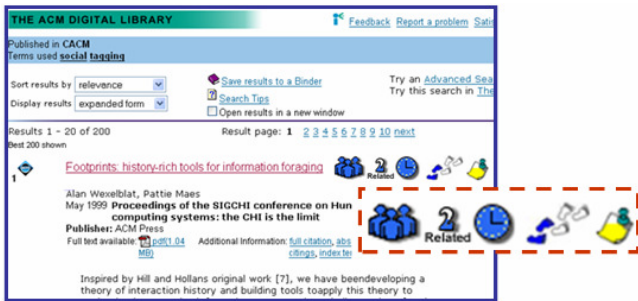 THE ACM DIGITAL LIBRARY
Feedback Report a problem
Published in CACM
Terms used social tagging
Sort results by relevance
Save results to a Binder
Try an Advanced
Display results expanded form
Search Tips
Try this search in
Open results in a new window
Results 1 - 20 of 200
Result page: 1 2 3 4 5 6 7 8 9 10 next
Best 200 shown
1
Footprints: history-rich tools for information foraging
2 Related
Alan Wexelblat, Pattie Maes
May 1999 Proceedings of the SIGCHI conference on
computing systems: the CHI is the limit
2 Related
Publisher: ACM Press
Full text available: pdf(1.04 MB)
Additional Information: full citation,
citings,
Inspired by Hill and Hollans original work [7], we have beendeveloping a
theory of interaction history and building tools toapply this theory to